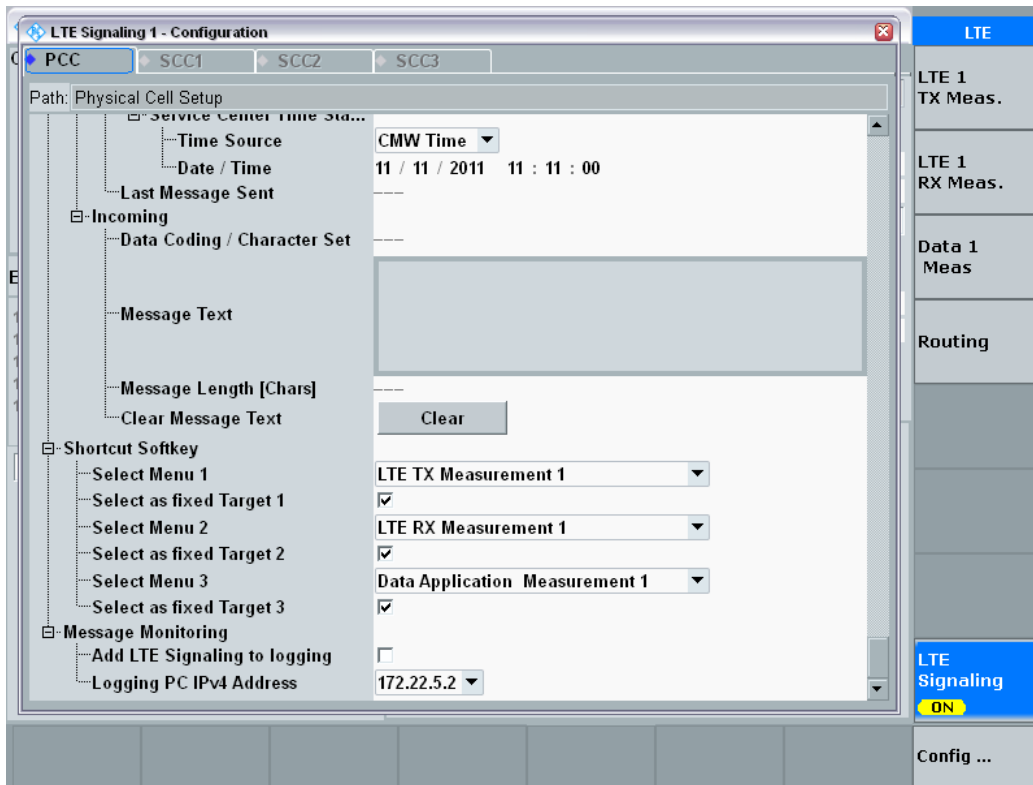 LTE Signaling 1 - Configuration
PCC SCC1 SCC2 SCC3
Path: Physical Cell Setup
Service Center Time Sta...
Time Source CMW Time
Date / Time 11 / 11 / 2011 11 : 11 : 00
Last Message Sent ---
Incoming
Data Coding / Character Set ---
Message Text
Message Length [Chars] ---
Clear Message Text Clear
Shortcut Softkey
Select Menu 1 LTE TX Measurement 1
Select as fixed Target 1
Select Menu 2 LTE RX Measurement 1
Select as fixed Target 2
Select Menu 3 Data Application Measurement 1
Select as fixed Target 3
Message Monitoring
Add LTE Signaling to logging
Logging PC IPv4 Address 172.22.5.2
LTE
LTE 1
TX Meas.
LTE 1
RX Meas.
Data 1
Meas
Routing
LTE
Signaling
ON
Config ...